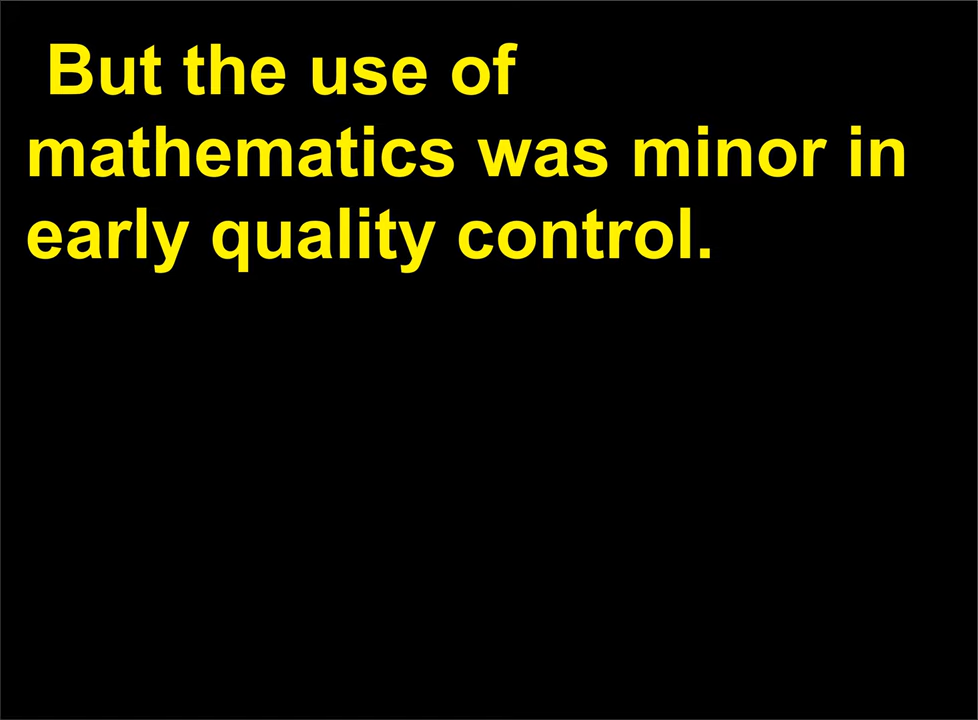 But the use of
mathematics was minor in
early quality control.